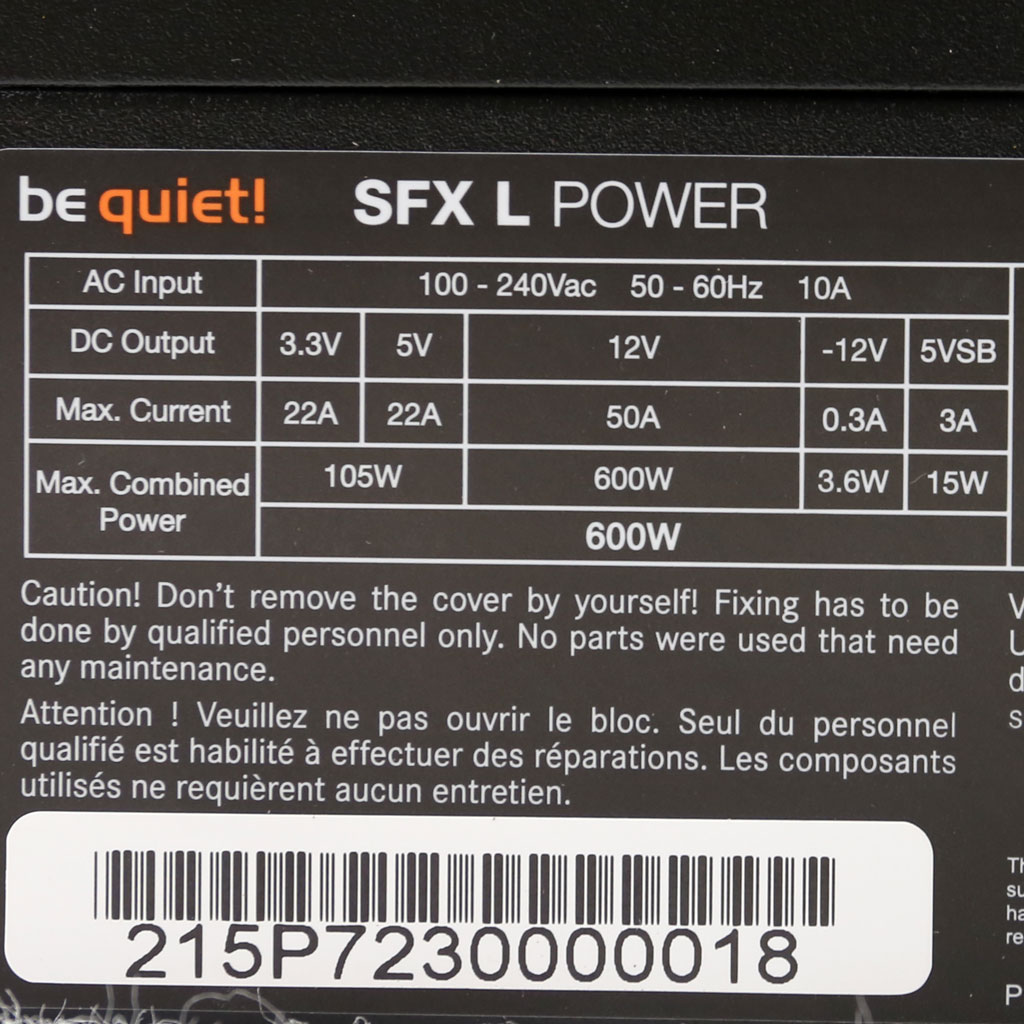 be quiet! SFX L POWER
AC Input 100 - 240Vac 50 - 60Hz 10A
DC Output 3.3V 5V 12V -12V 5VSB
Max. Current 22A 22A 50A 0.3A 3A
Max. Combined Power 105W 600W 3.6W 15W
600W
Caution! Don't remove the cover by yourself! Fixing has to be
done by qualified personnel only. No parts were used that need
any maintenance.
Attention ! Veuillez ne pas ouvrir le bloc. Seul du personnel
qualifié est habilité à effectuer des réparations. Les composants
utilisés ne requièrent aucun entretien.
215P7230000018